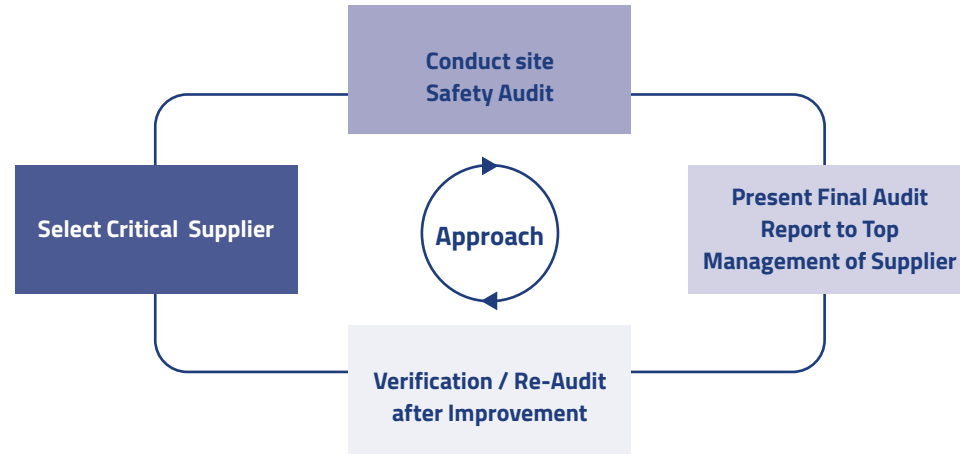 Conduct site
Safety Audit
Select Critical Supplier
Approach
Present Final Audit
Report to Top
Management of Supplier
Verification / Re-Audit
after Improvement